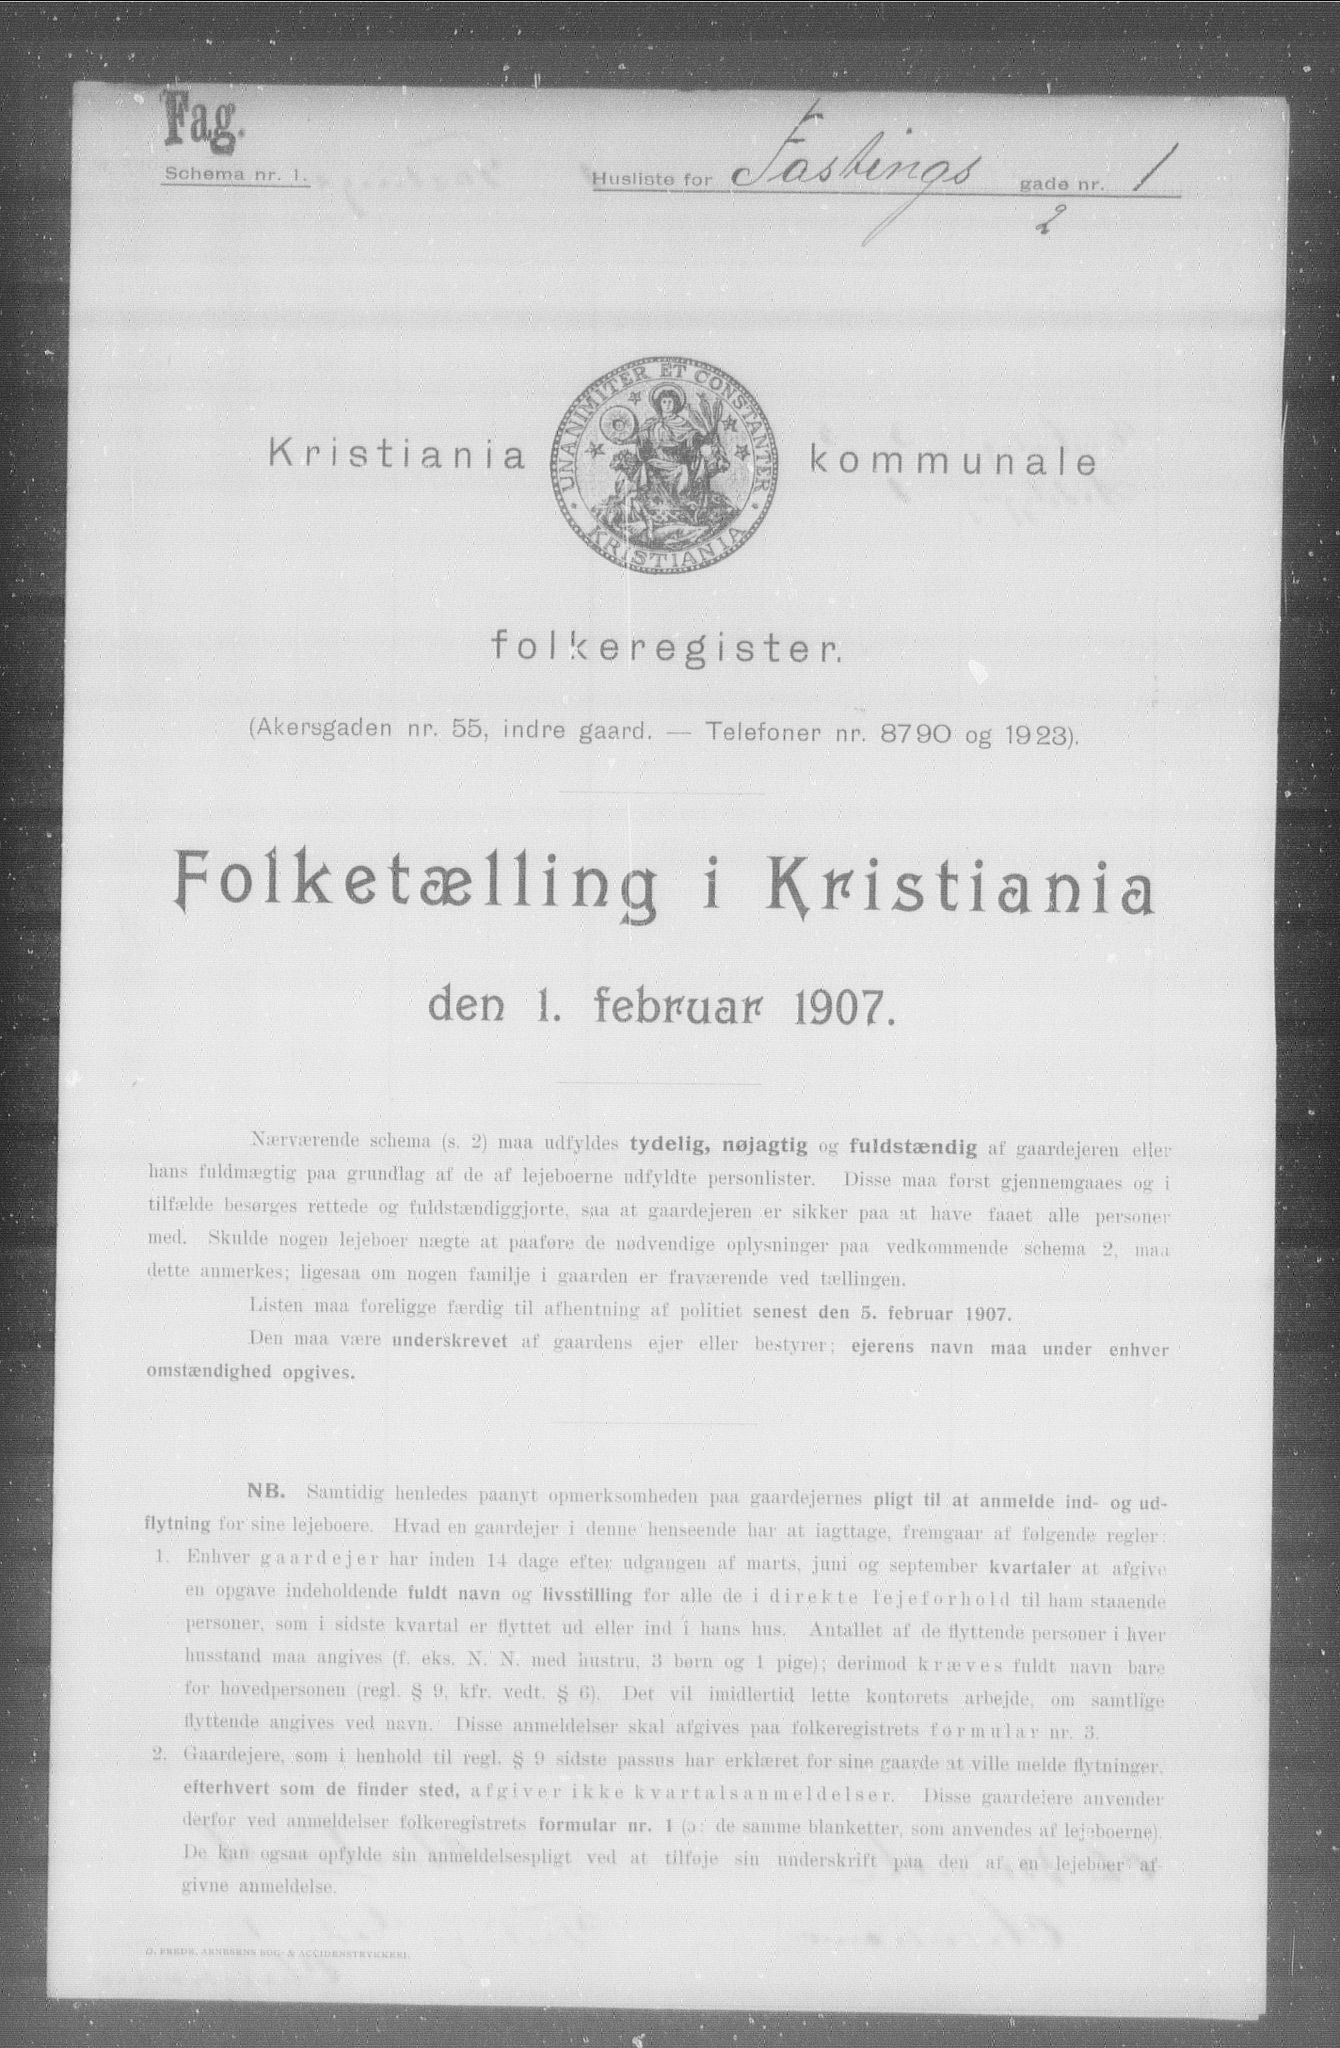 Fag.
Schema nr. 1.
Husliste for Fastings gade nr. 1
2
UNANIMITER ET CONSTANTER
KRISTIANIA
Kristiania kommunale
folkeregister.
(Akersgaden nr. 55, indre gaard. — Telefoner nr. 8790 og 1923).
Folketælling i Kristiania
den 1. februar 1907.
Nærværende schema (s. 2) maa udfyldes tydelig, nøjagtig og fuldstændig af gaardejeren eller
hans fuldmægtig paa grundlag af de af lejeboerne udfyldte personlister. Disse maa først gjennemgaaes og i
tilfælde besørges rettede og fuldstændiggjorte, saa at gaardejeren er sikker paa at have faaet alle personer
med. Skulde nogen lejeboer nægte at paaføre de nødvendige oplysninger paa vedkommende schema 2, maa
dette anmerkes; ligesaa om nogen familje i gaarden er fraværende ved tællingen.
Listen maa foreligge færdig til afhentning af politiet senest den 5. februar 1907.
Den maa være underskrevet af gaardens ejer eller bestyrer; ejerens navn maa under enhver
omstændighed opgives.
NB. Samtidig henledes paanyt opmerksomheden paa gaardejernes pligt til at anmelde ind- og ud-
flytning for sine lejeboere. Hvad en gaardejer i denne henseende har at iagttage, fremgaar af følgende regler:
1. Enhver gaardejer har inden 14 dage efter udgangen af marts, juni og september kvartaler at afgive
en opgave indeholdende fuldt navn og livsstilling for alle de i direkte lejeforhold til ham staaende
personer, som i sidste kvartal er flyttet ud eller ind i hans hus. Antallet af de flyttende personer i hver
husstand maa angives (f. eks. N. N. med hustru, 3 børn og 1 pige); derimod kræves fuldt navn bare
for hovedpersonen (regl. § 9, kfr. vedt. § 6). Det vil imidlertid lette kontorets arbejde, om samtlige
flyttende angives ved navn. Disse anmeldelser skal afgives paa folkeregistrets formular nr. 3.
2. Gaardejere, som i henhold til regl. § 9 sidste passus har erklæret for sine gaarde at ville melde flytninger,
efterhvert som de finder sted, afgiver ikke kvartalsanmeldelser. Disse gaardeiere anvender
derfor ved anmeldelser folkeregistrets formular nr. 1 (ɔ: de samme blanketter, som anvendes af lejeboerne).
De kan ogsaa opfylde sin anmeldelsespligt ved at tilføje sin underskrift paa den af en lejeboer af-
givne anmeldelse.
O. FREDR. ARNESENS BOG- & ACCIDENSTRYKKERI.